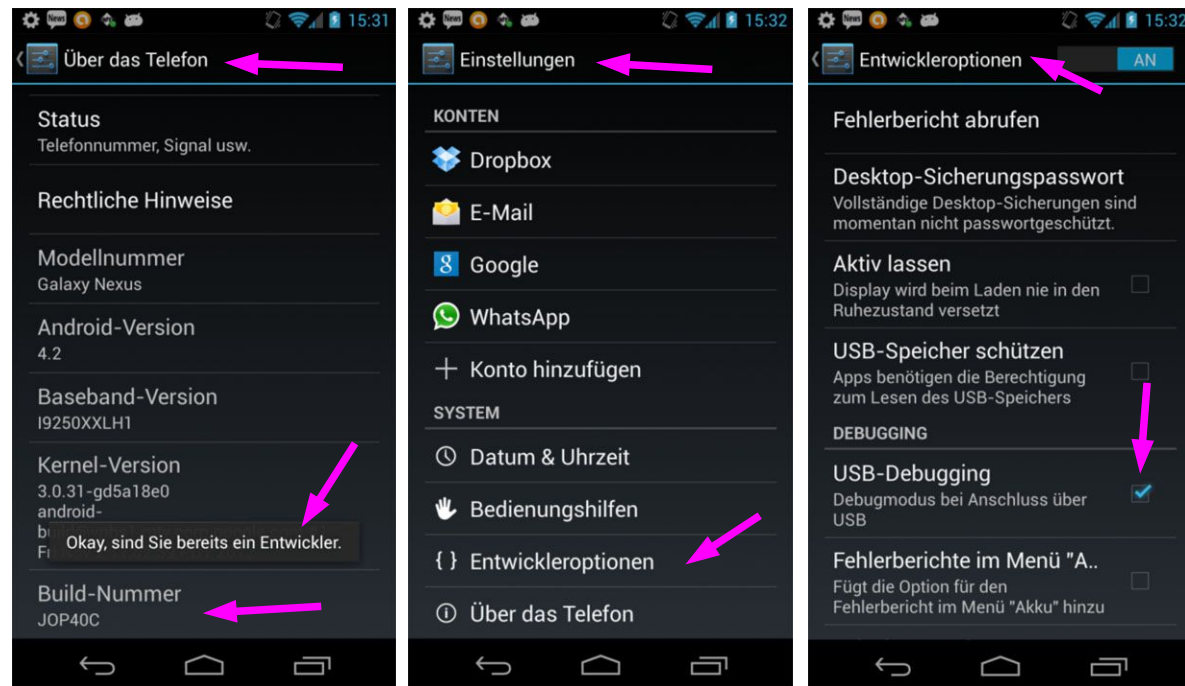 News
15:31
Über das Telefon
Status
Telefonnummer, Signal usw.
Rechtliche Hinweise
Modellnummer
Galaxy Nexus
Android-Version
4.2
Baseband-Version
I9250XXLH1
Kernel-Version
3.0.31-gd5a18e0
android-
Okay, sind Sie bereits ein Entwickler.
Build-Nummer
JOP40C
News
15:32
Einstellungen
KONTEN
Dropbox
E-Mail
8 Google
WhatsApp
Konto hinzufügen
SYSTEM
Datum & Uhrzeit
Bedienungshilfen
{ } Entwickleroptionen
Über das Telefon
News
15:32
Entwickleroptionen
AN
Fehlerbericht abrufen
Desktop-Sicherungspasswort
Vollständige Desktop-Sicherungen sind
momentan nicht passwortgeschützt.
Aktiv lassen
Display wird beim Laden nie in den
Ruhezustand versetzt
USB-Speicher schützen
Apps benötigen die Berechtigung
zum Lesen des USB-Speichers
DEBUGGING
USB-Debugging
Debugmodus bei Anschluss über
USB
Fehlerberichte im Menü "A..
Fügt die Option für den
Fehlerbericht im Menü "Akku" hinzu